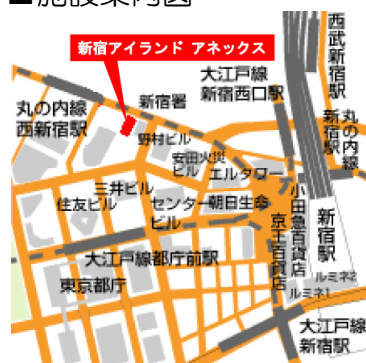 ■施設案内図
新宿アイランド アネックス
西武新宿駅
大江戸線
新宿西口駅
新宿署
丸の内線
西新宿駅
丸の内線
新宿駅
野村ビル
安田火災
ビル
エルタワー
三井ビル
住友ビル
センター
ビル
朝日生命
小田急百貨店
京王百貨店
新宿駅
大江戸線都庁前駅
東京都庁
ルミネ2
ルミネ1
大江戸線
新宿駅